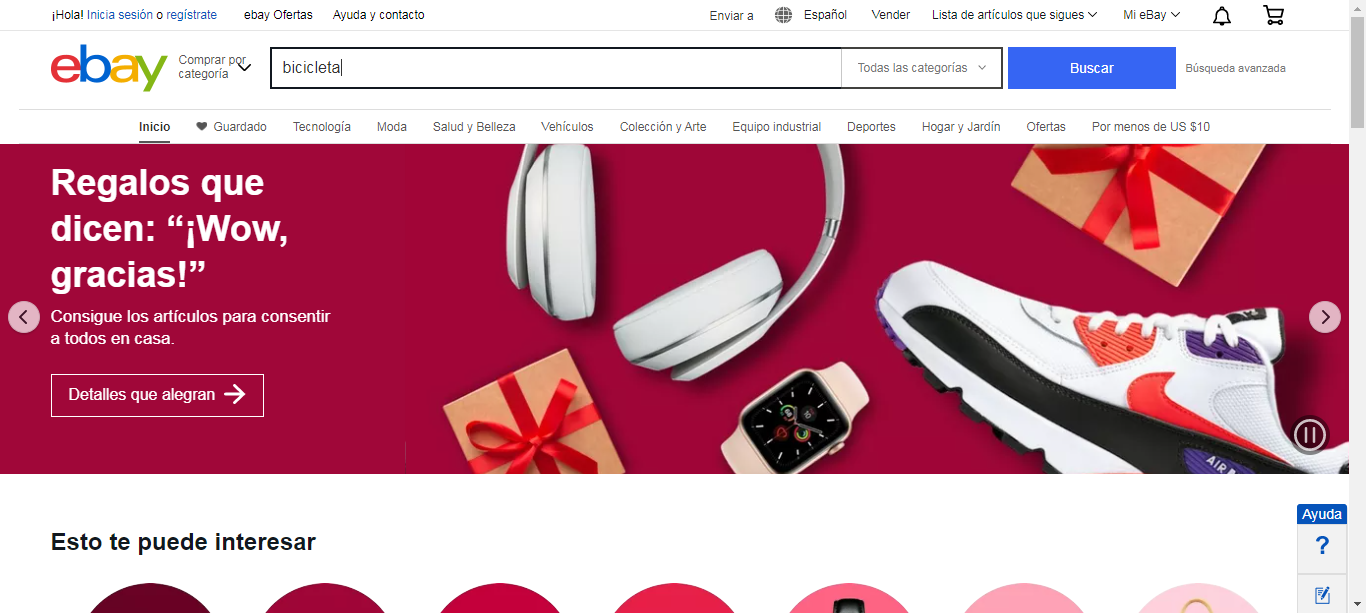 ¡Hola! Inicia sesión o regístrate ebay Ofertas Ayuda y contacto Enviar a Español Vender Lista de artículos que sigues Mi eBay
ebay
Comprar por
categoría
bicicleta
Todas las categorías
Buscar
Búsqueda avanzada
Inicio Guardado Tecnología Moda Salud y Belleza Vehículos Colección y Arte Equipo industrial Deportes Hogar y Jardín Ofertas Por menos de US $10
Regalos que
dicen: “¡Wow,
gracias!”
Consigue los artículos para consentir
a todos en casa.
Detalles que alegran
AIR
Esto te puede interesar
Ayuda
?